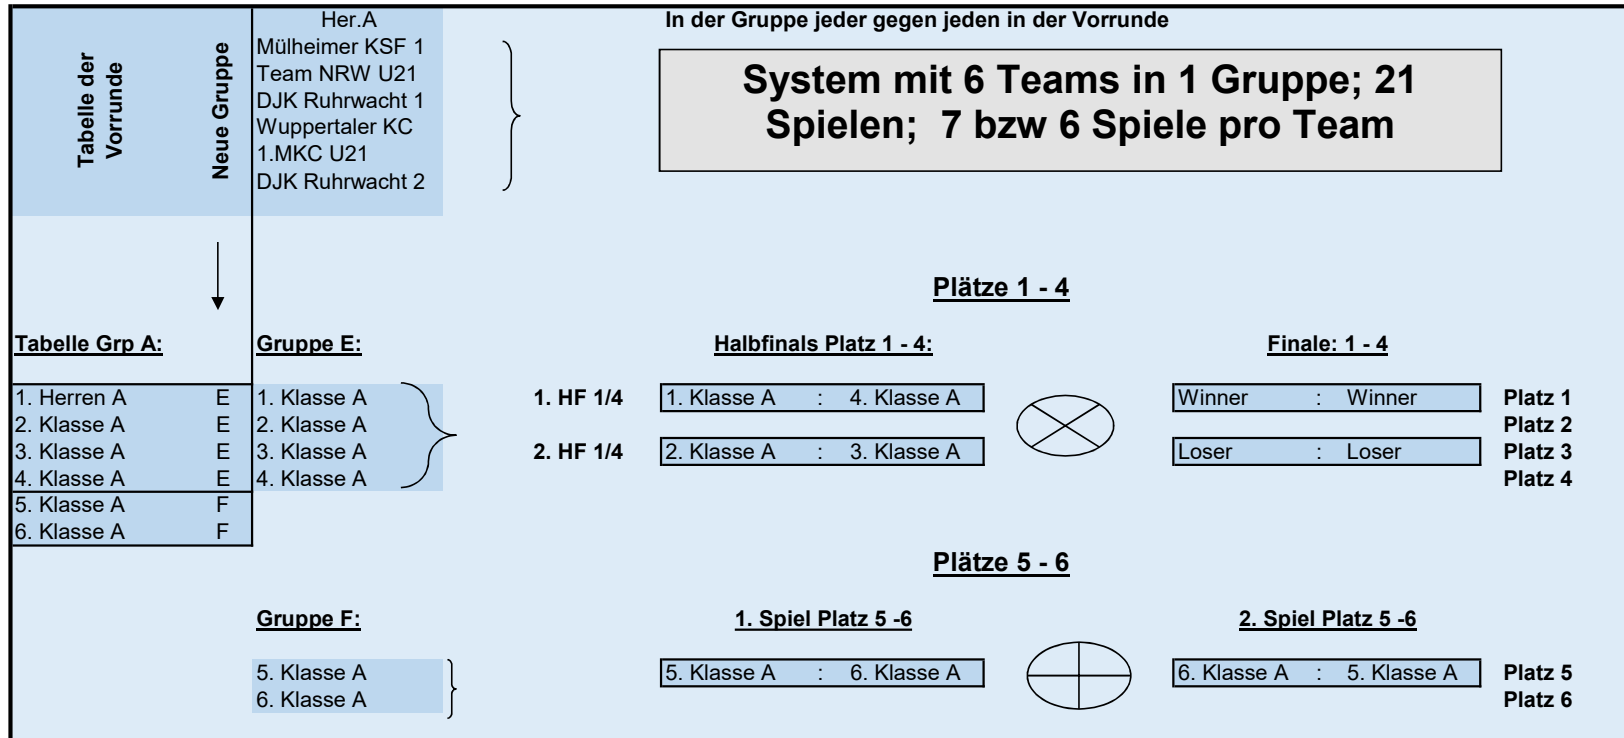 Her.A
In der Gruppe jeder gegen jeden in der Vorrunde
Tabelle der
Vorrunde
Neue Gruppe
Mülheimer KSF 1
Team NRW U21
DJK Ruhrwacht 1
Wuppertaler KC
1.MKC U21
DJK Ruhrwacht 2
System mit 6 Teams in 1 Gruppe; 21
Spielen;  7 bzw 6 Spiele pro Team
Plätze 1 - 4
Tabelle Grp A: Gruppe E: Halbfinals Platz 1 - 4: Finale: 1 - 4
1. Herren A E 1. Klasse A 1. HF 1/4 1. Klasse A : 4. Klasse A Winner : Winner Platz 1
2. Klasse A E 2. Klasse A Platz 2
3. Klasse A E 3. Klasse A 2. HF 1/4 2. Klasse A : 3. Klasse A Loser : Loser Platz 3
4. Klasse A E 4. Klasse A Platz 4
5. Klasse A F
6. Klasse A F
Plätze 5 - 6
Gruppe F: 1. Spiel Platz 5 -6 2. Spiel Platz 5 -6
5. Klasse A 5. Klasse A : 6. Klasse A 6. Klasse A : 5. Klasse A Platz 5
6. Klasse A Platz 6